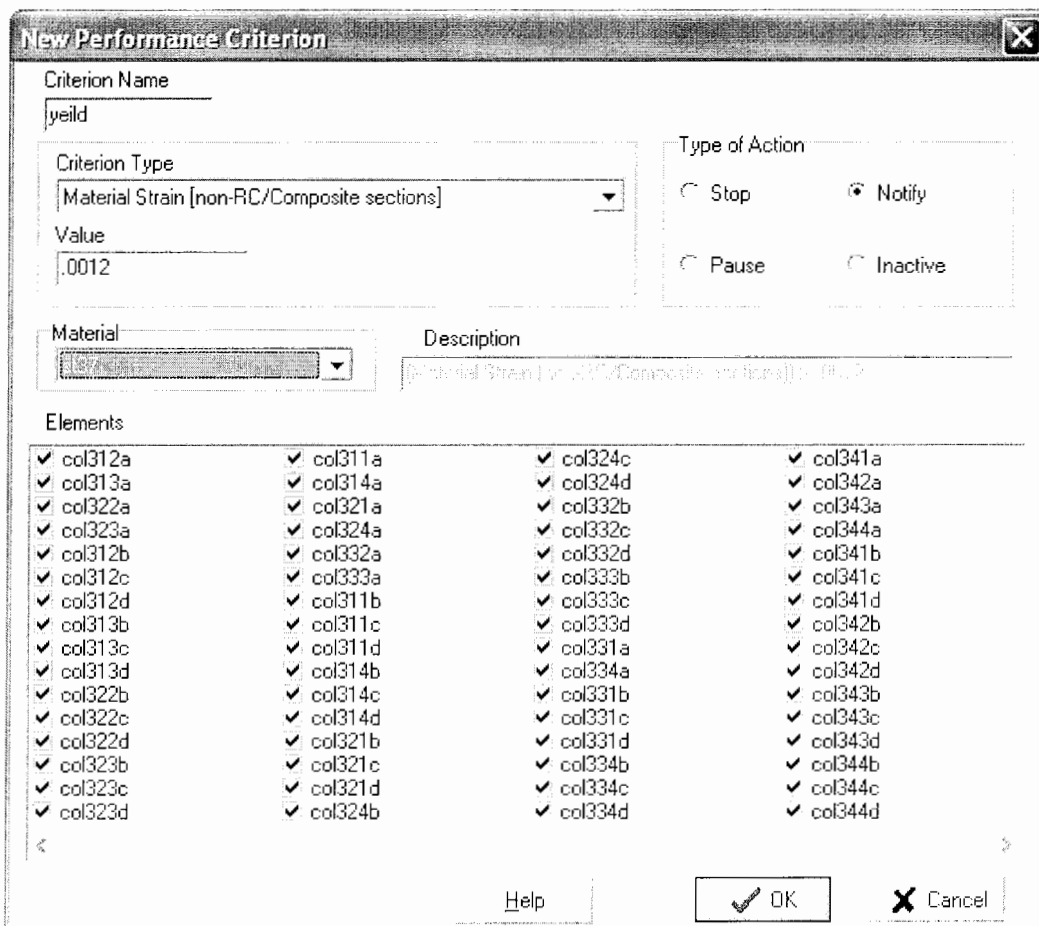 New Performance Criterion
Criterion Name
yeild
Criterion Type
Material Strain [non-RC/Composite sections]
Value
.0012
Type of Action
Stop
Notify
Pause
Inactive
Material
Description
Elements
col312a col311a col324c col341a
col313a col314a col324d col342a
col322a col321a col332b col343a
col323a col324a col332c col344a
col312b col332a col332d col341b
col312c col333a col333b col341c
col312d col311b col333c col341d
col313b col311c col333d col342b
col313c col311d col331a col342c
col313d col314b col334a col342d
col322b col314c col331b col343b
col322c col314d col331c col343c
col322d col321b col331d col343d
col323b col321c col334b col344b
col323c col321d col334c col344c
col323d col324b col334d col344d
Help
OK
Cancel